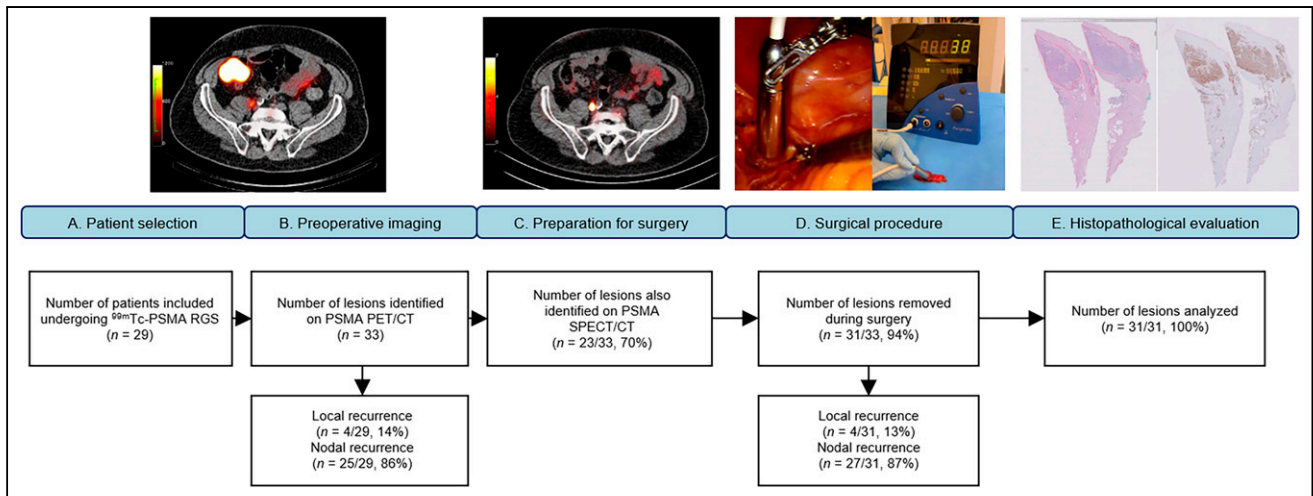 A. Patient selection
B. Preoperative imaging
C. Preparation for surgery
D. Surgical procedure
E. Histopathological evaluation
Number of patients included
undergoing ⁹⁹ᵐTc-PSMA RGS
(n = 29)
Number of lesions identified
on PSMA PET/CT
(n = 33)
Number of lesions also
identified on PSMA
SPECT/CT
(n = 23/33, 70%)
Number of lesions removed
during surgery
(n = 31/33, 94%)
Number of lesions analyzed
(n = 31/31, 100%)
Local recurrence
(n = 4/29, 14%)
Nodal recurrence
(n = 25/29, 86%)
Local recurrence
(n = 4/31, 13%)
Nodal recurrence
(n = 27/31, 87%)